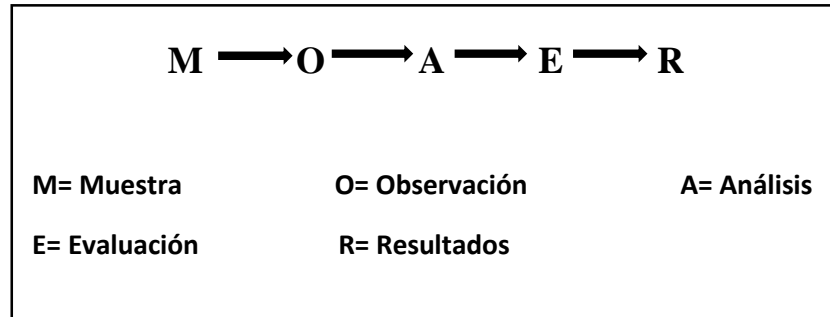 M O A E R
M= Muestra O= Observación A= Análisis
E= Evaluación R= Resultados